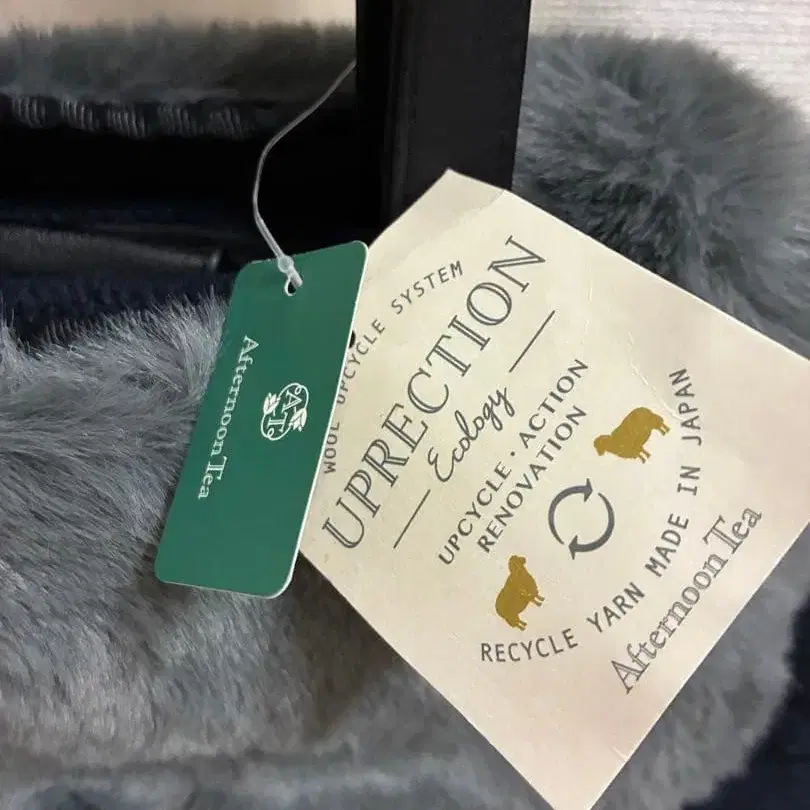 Afternoon Tea
AT
WOOL UPCYCLE SYSTEM
UPRECTION
Ecology
UPCYCLE・ACTION
RENOVATION
RECYCLE YARN MADE IN JAPAN
Afternoon Tea